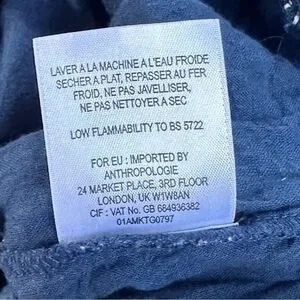 LAVER A LA MACHINE A L'EAU FROIDE
SECHER A PLAT, REPASSER AU FER
FROID, NE PAS JAVELLISER,
NE PAS NETTOYER A SEC
LOW FLAMMABILITY TO BS 5722
FOR EU : IMPORTED BY
ANTHROPOLOGIE
24 MARKET PLACE, 3RD FLOOR
LONDON, UK W1W8AN
CIF : VAT No. GB 684936382
01AMKTG0797